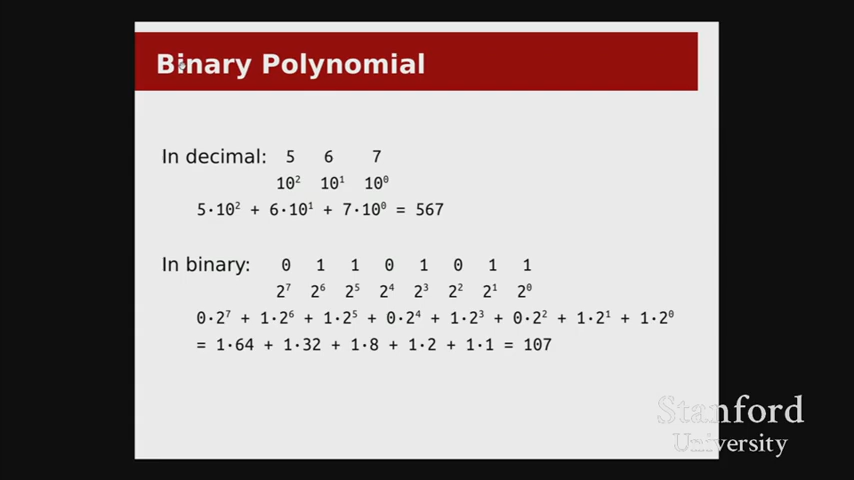 Binary Polynomial
In decimal: 5 6 7
10² 10¹ 10⁰
5·10² + 6·10¹ + 7·10⁰ = 567
In binary: 0 1 1 0 1 0 1 1
2⁷ 2⁶ 2⁵ 2⁴ 2³ 2² 2¹ 2⁰
0·2⁷ + 1·2⁶ + 1·2⁵ + 0·2⁴ + 1·2³ + 0·2² + 1·2¹ + 1·2⁰
= 1·64 + 1·32 + 1·8 + 1·2 + 1·1 = 107
Stanford
University